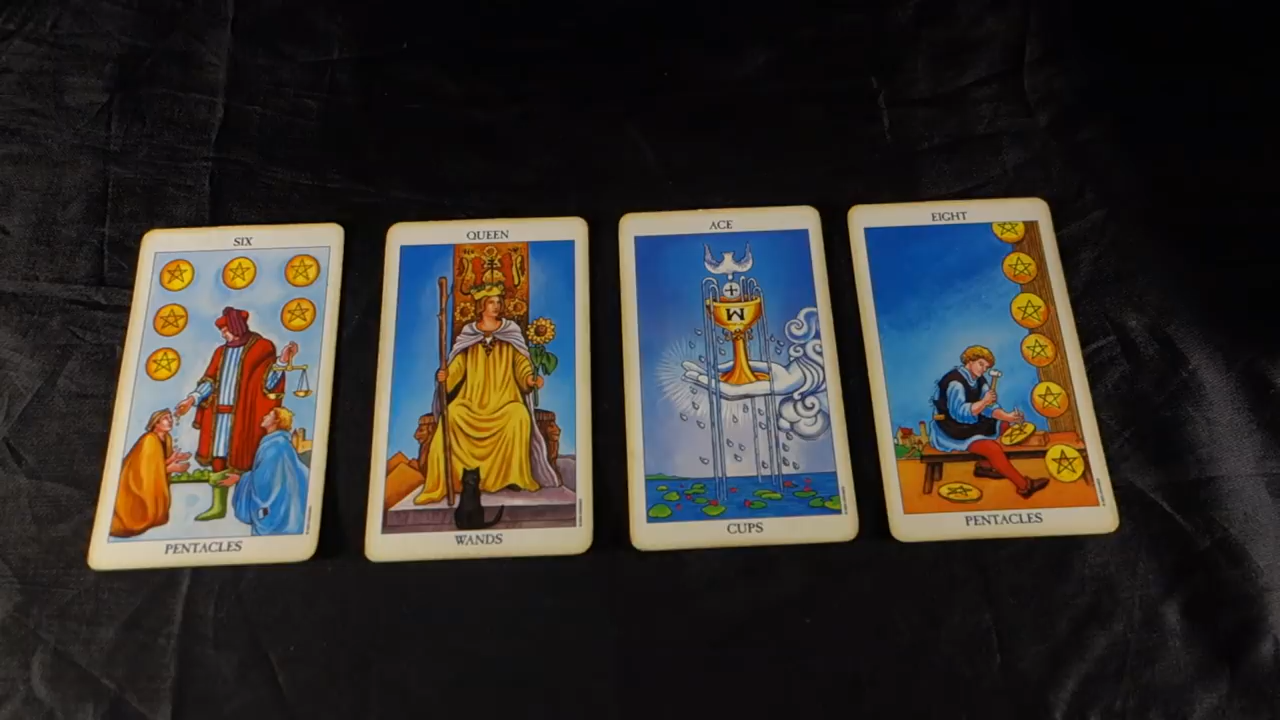 SIX
PENTACLES
QUEEN
WANDS
ACE
CUPS
EIGHT
PENTACLES